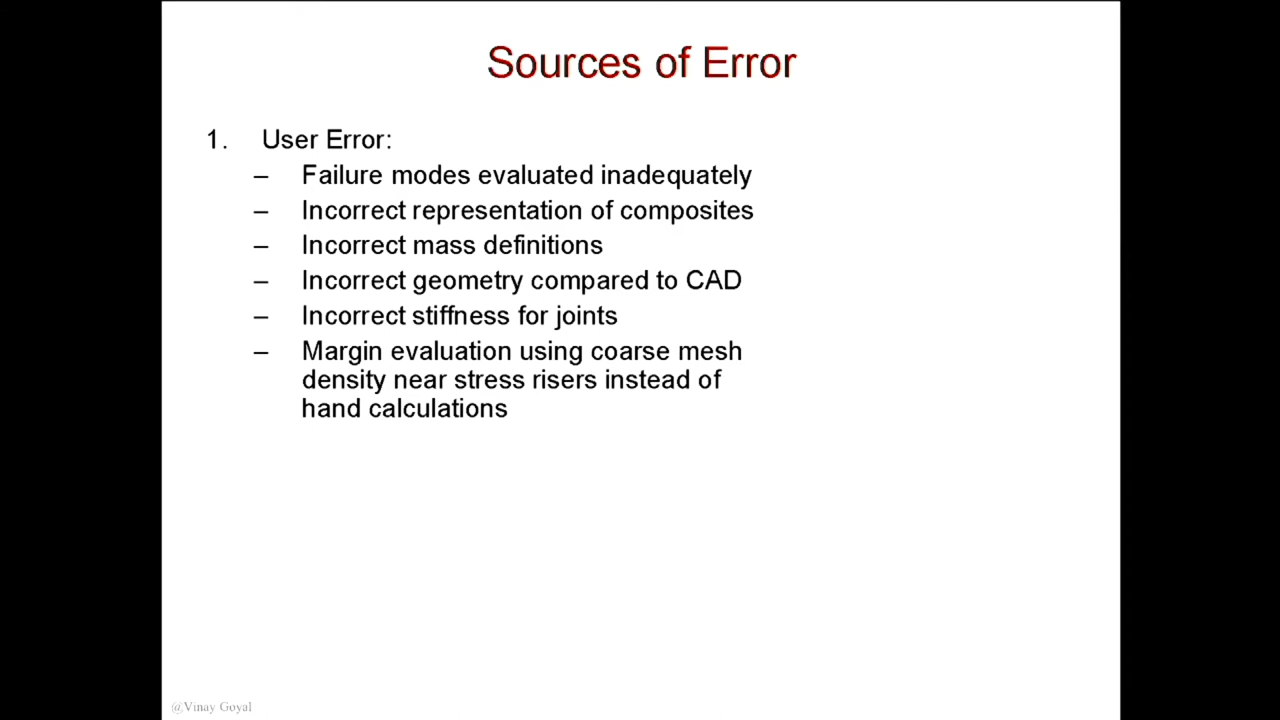 Sources of Error
1. User Error:
– Failure modes evaluated inadequately
– Incorrect representation of composites
– Incorrect mass definitions
– Incorrect geometry compared to CAD
– Incorrect stiffness for joints
– Margin evaluation using coarse mesh
density near stress risers instead of
hand calculations
@Vinay Goyal